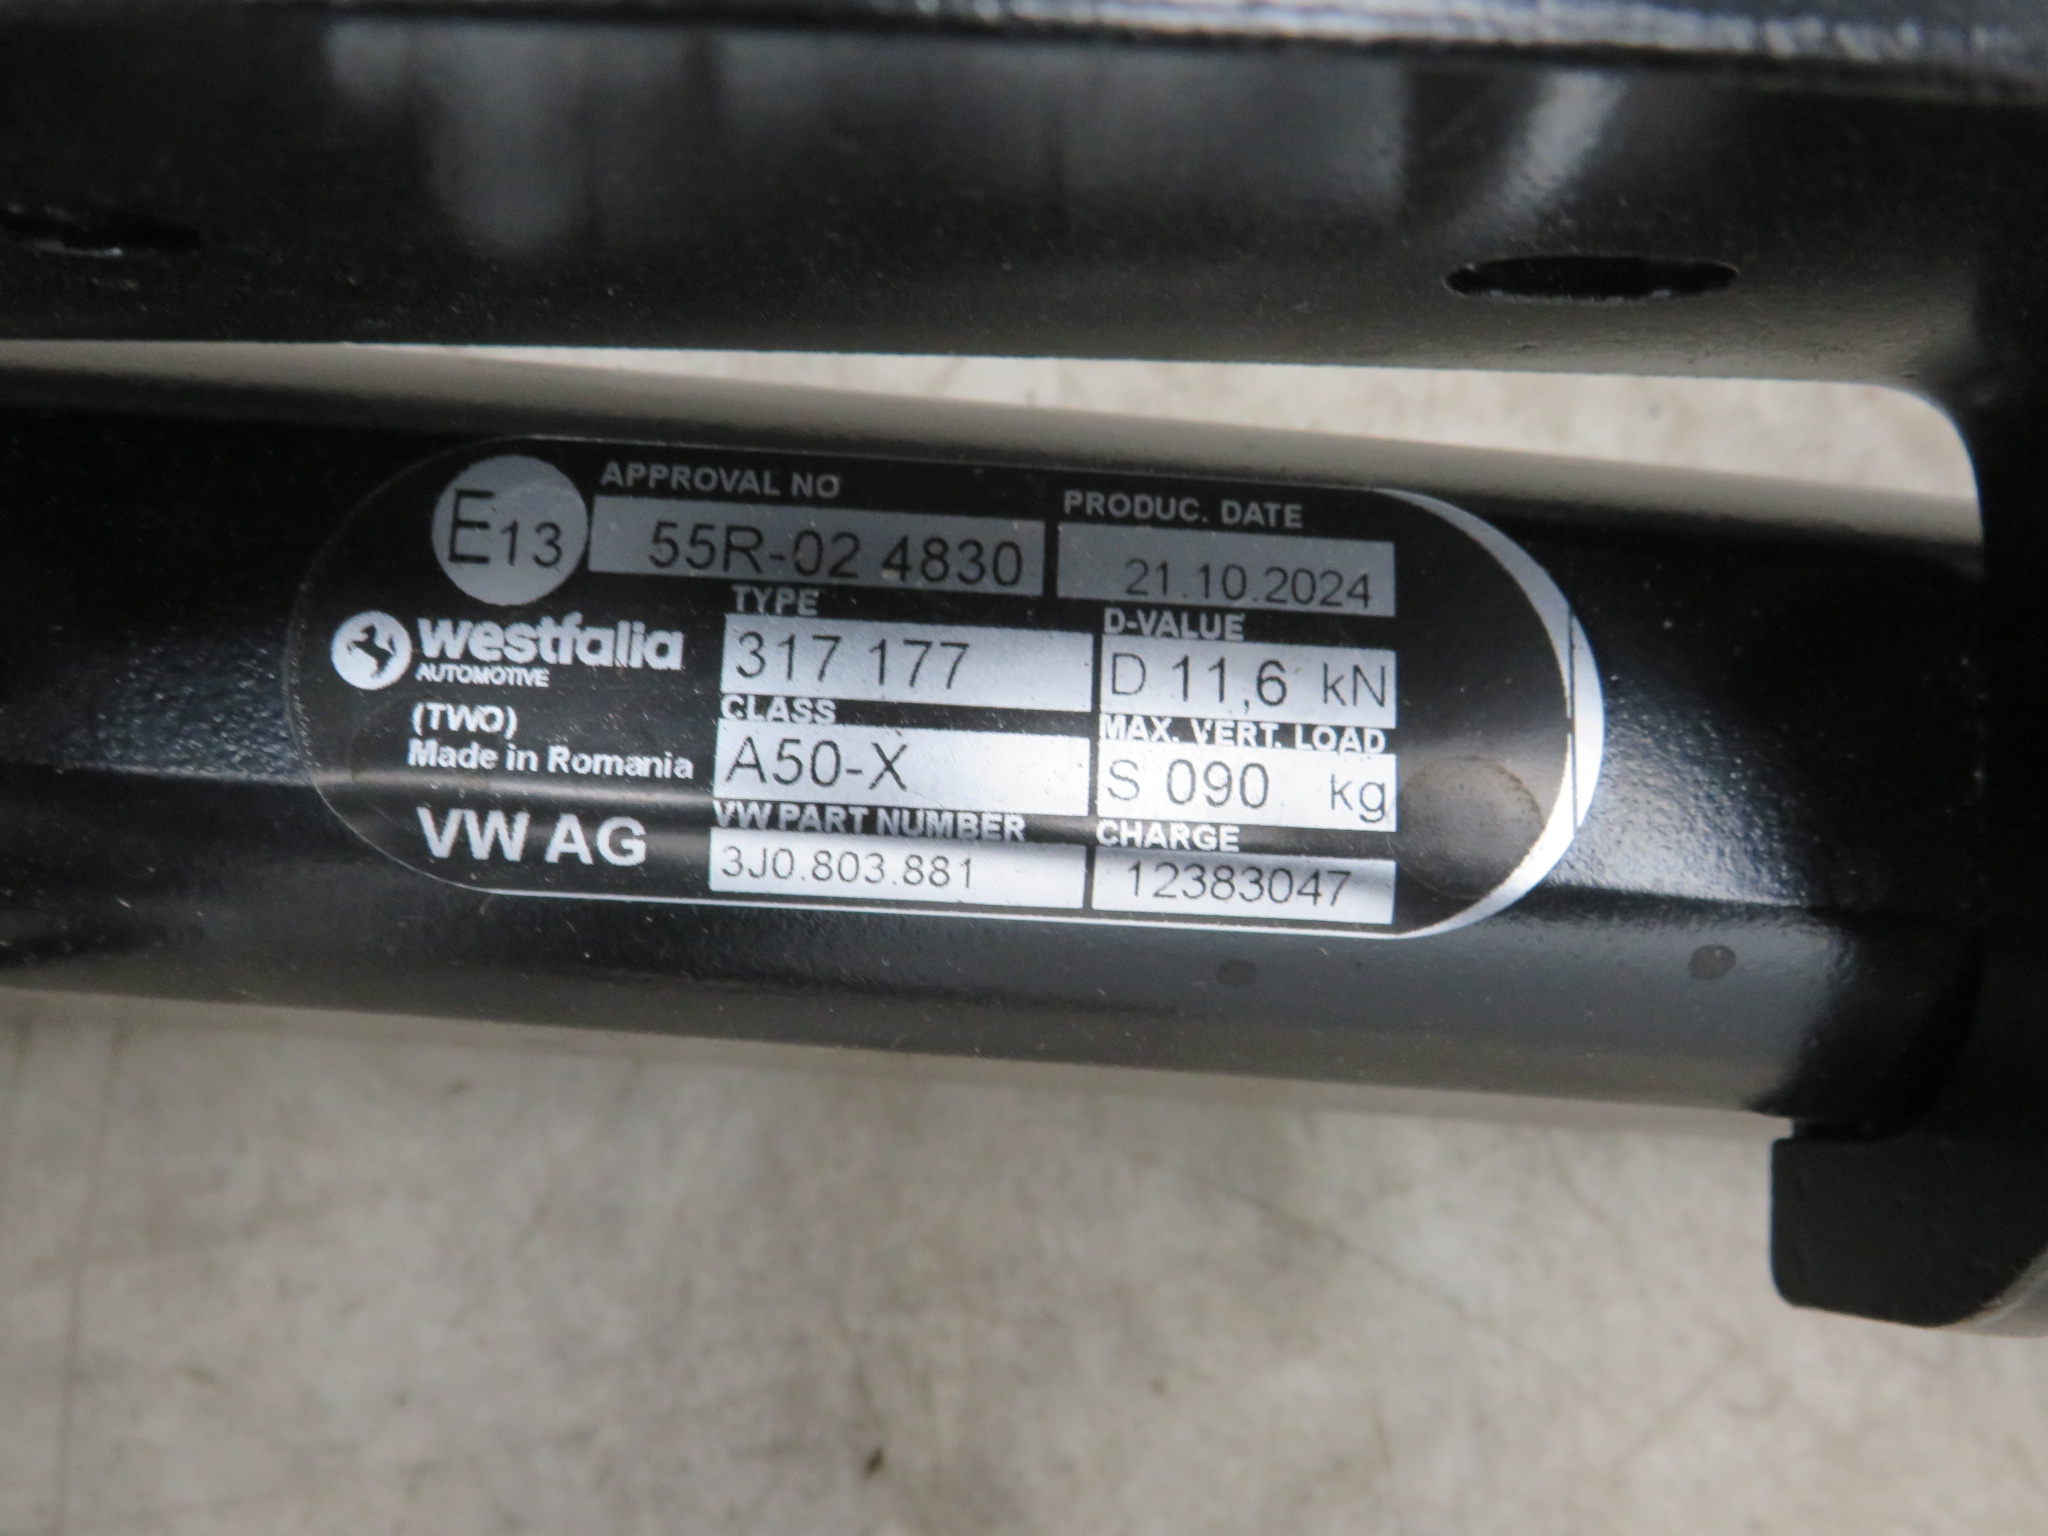 E13
APPROVAL NO
55R-02 4830
PRODUC. DATE
21.10.2024
westfalia
AUTOMOTIVE
TYPE
317 177
D-VALUE
D 11,6 kN
(TWO)
Made in Romania
CLASS
A50-X
MAX. VERT. LOAD
S 090 kg
VW AG
VW PART NUMBER
3J0.803.881
CHARGE
12383047